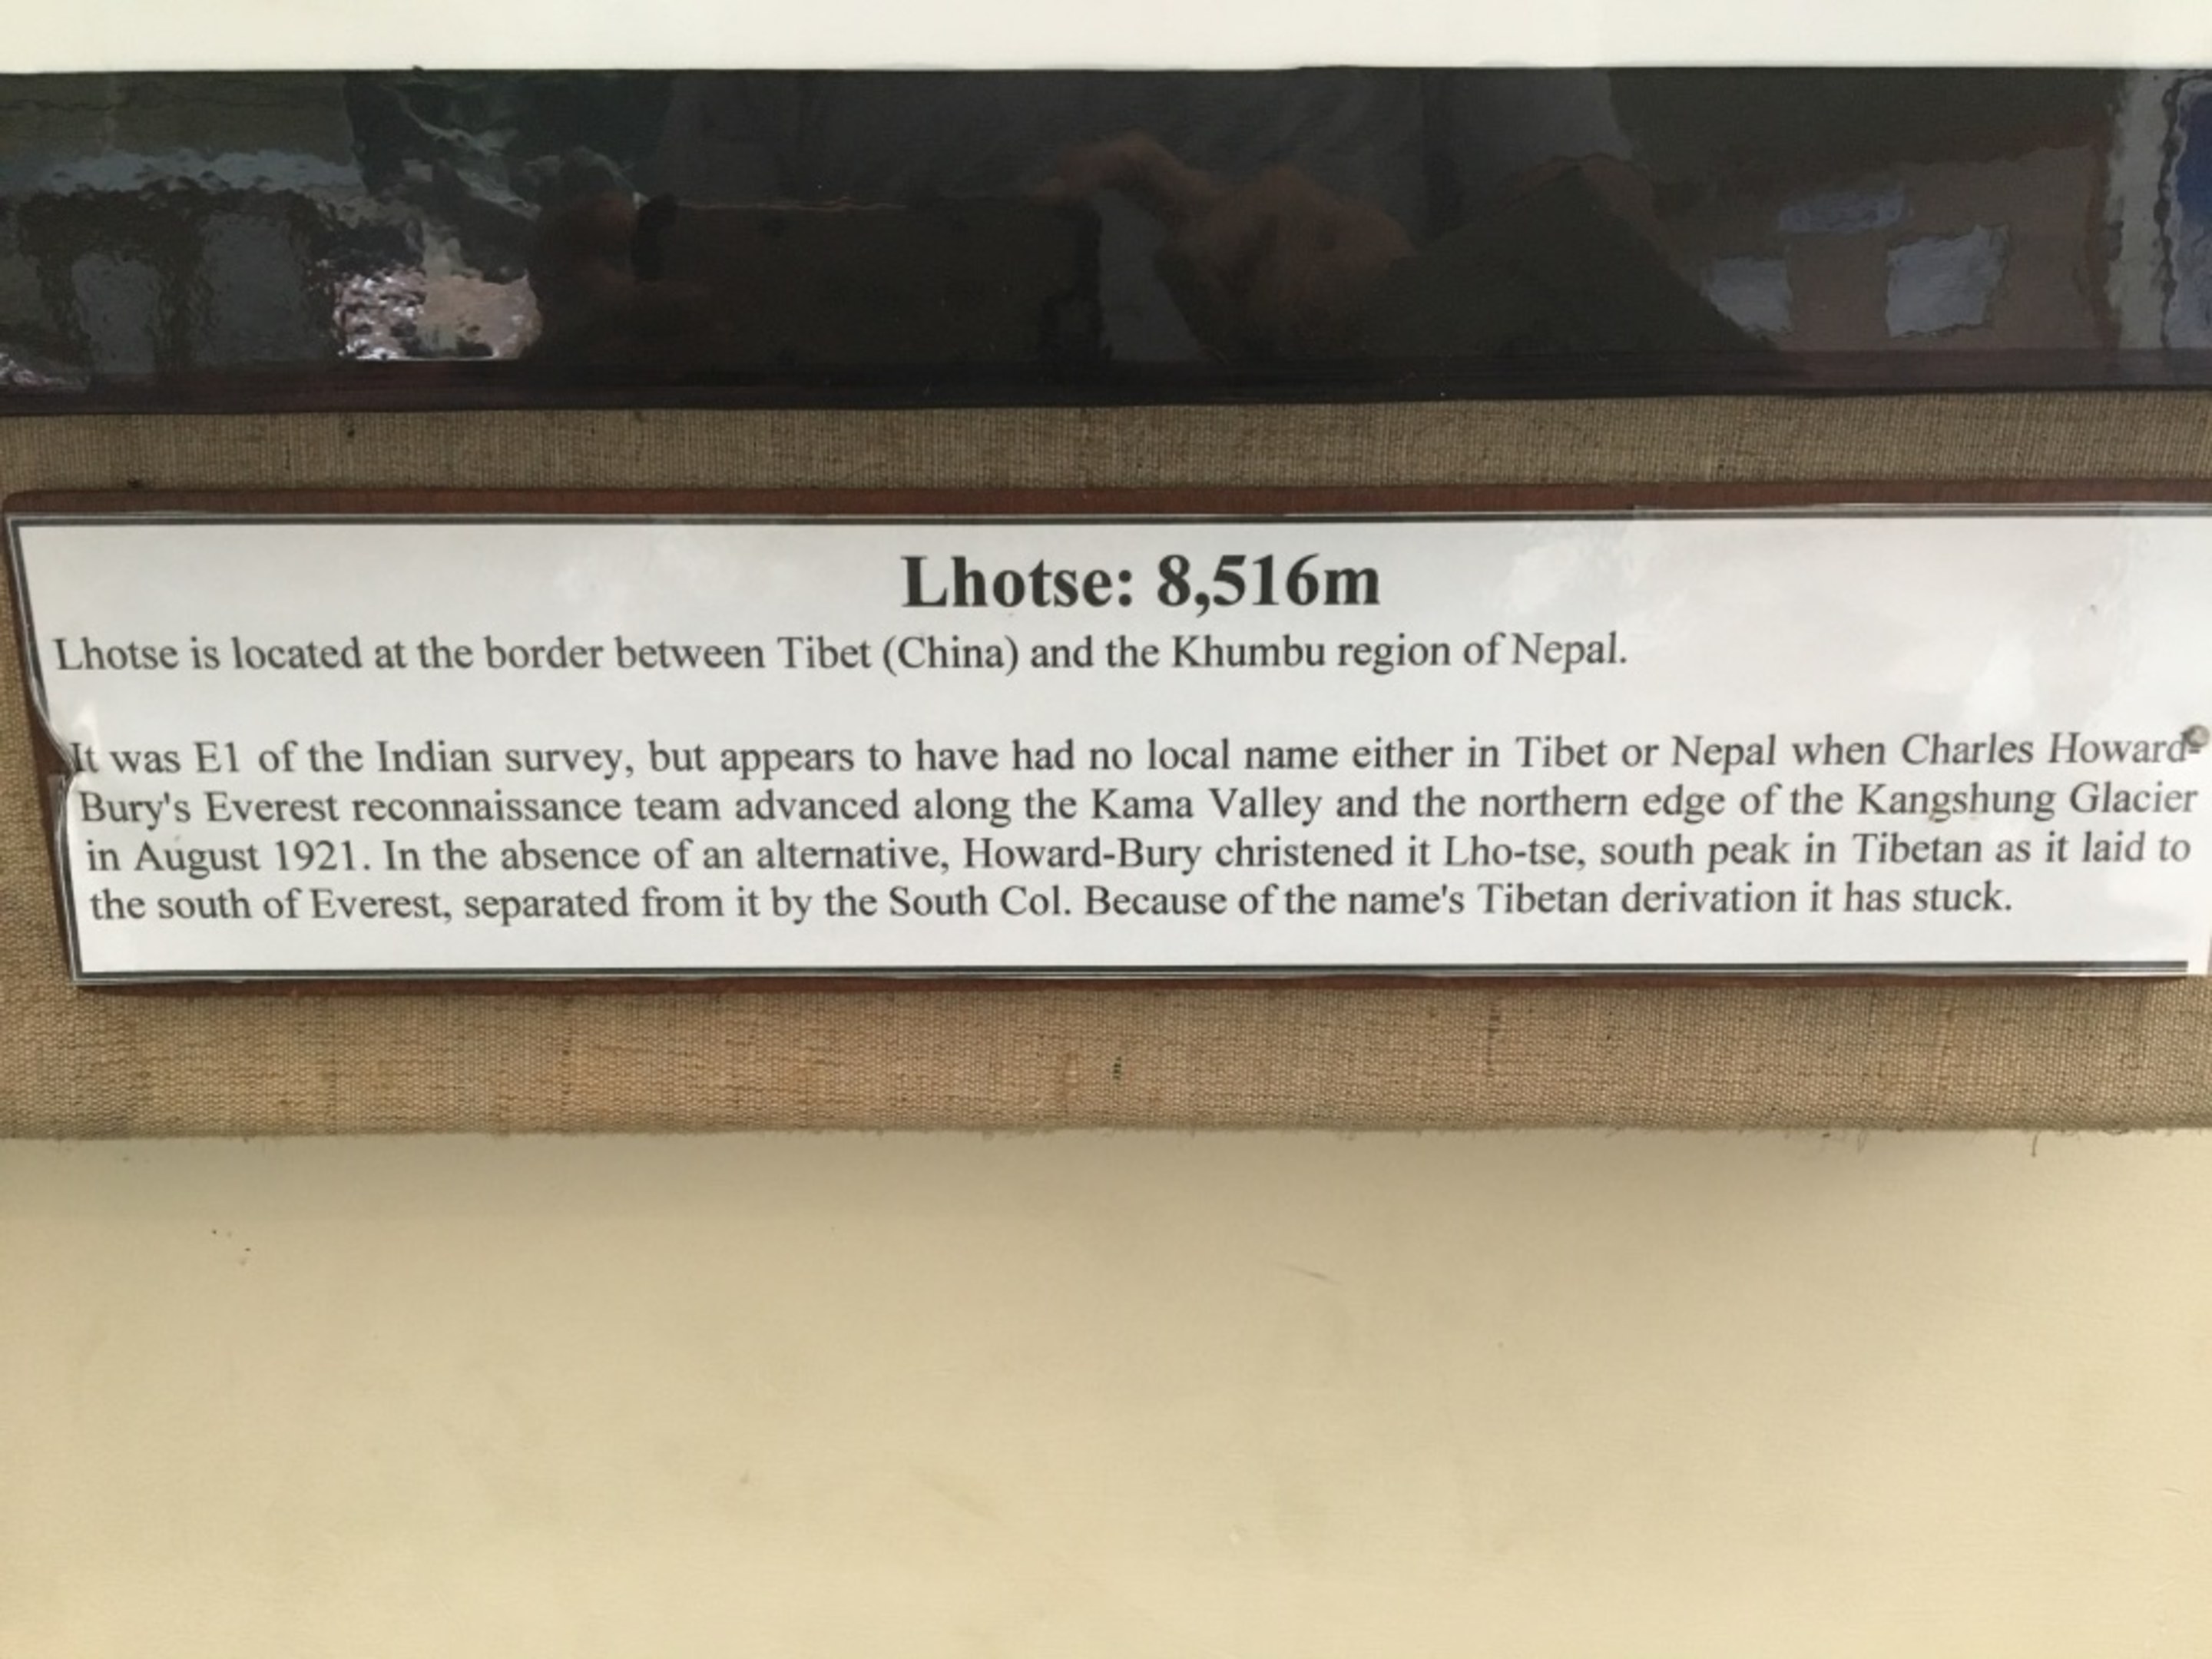 Lhotse: 8,516m
Lhotse is located at the border between Tibet (China) and the Khumbu region of Nepal.
It was E1 of the Indian survey, but appears to have had no local name either in Tibet or Nepal when Charles Howard-
Bury's Everest reconnaissance team advanced along the Kama Valley and the northern edge of the Kangshung Glacier
in August 1921. In the absence of an alternative, Howard-Bury christened it Lho-tse, south peak in Tibetan as it laid to
the south of Everest, separated from it by the South Col. Because of the name's Tibetan derivation it has stuck.